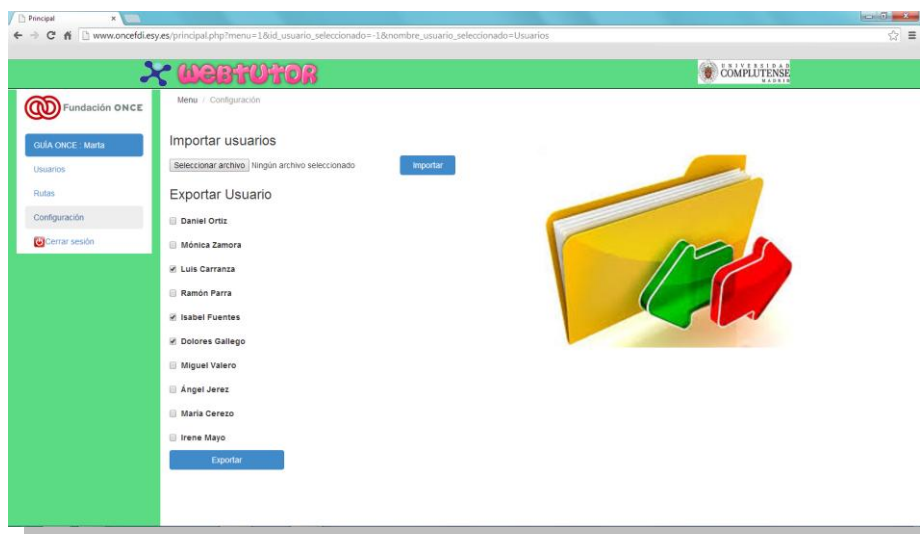 Principal
www.oncefdi.esy.es/principal.php?menu=1&id_usuario_seleccionado=-1&nombre_usuario_seleccionado=Usuarios
WEBTUTOR
UNIVERSIDAD
COMPLUTENSE
MADRID
Fundación ONCE
Menu / Configuración
GUÍA ONCE : Marta
Usuarios
Rutas
Configuración
Cerrar sesión
Importar usuarios
Seleccionar archivo Ningún archivo seleccionado Importar
Exportar Usuario
Daniel Ortiz
Mónica Zamora
Luis Carranza
Ramón Parra
Isabel Fuentes
Dolores Gallego
Miguel Valero
Ángel Jerez
María Cerezo
Irene Mayo
Exportar